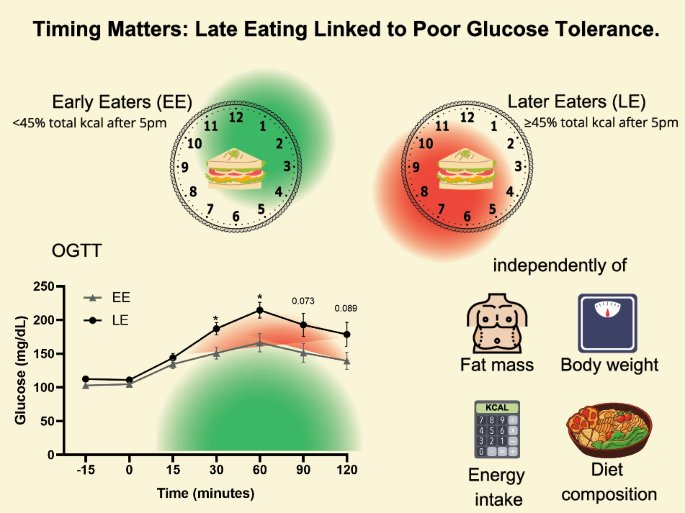 Timing Matters: Late Eating Linked to Poor Glucose Tolerance.
Early Eaters (EE)
<45% total kcal after 5pm
12
1
2
3
4
5
6
7
8
9
10
11
Later Eaters (LE)
≥45% total kcal after 5pm
12
1
2
3
4
5
6
7
8
9
10
11
OGTT
Glucose (mg/dL)
250
200
150
100
50
0
EE
LE
*
*
0.073
0.089
-15 0 15 30 60 90 120
Time (minutes)
independently of
Fat mass
Body weight
KCAL
7 8 9 ÷
4 5 6 ×
3 2 1 -
Energy
intake
Diet
composition